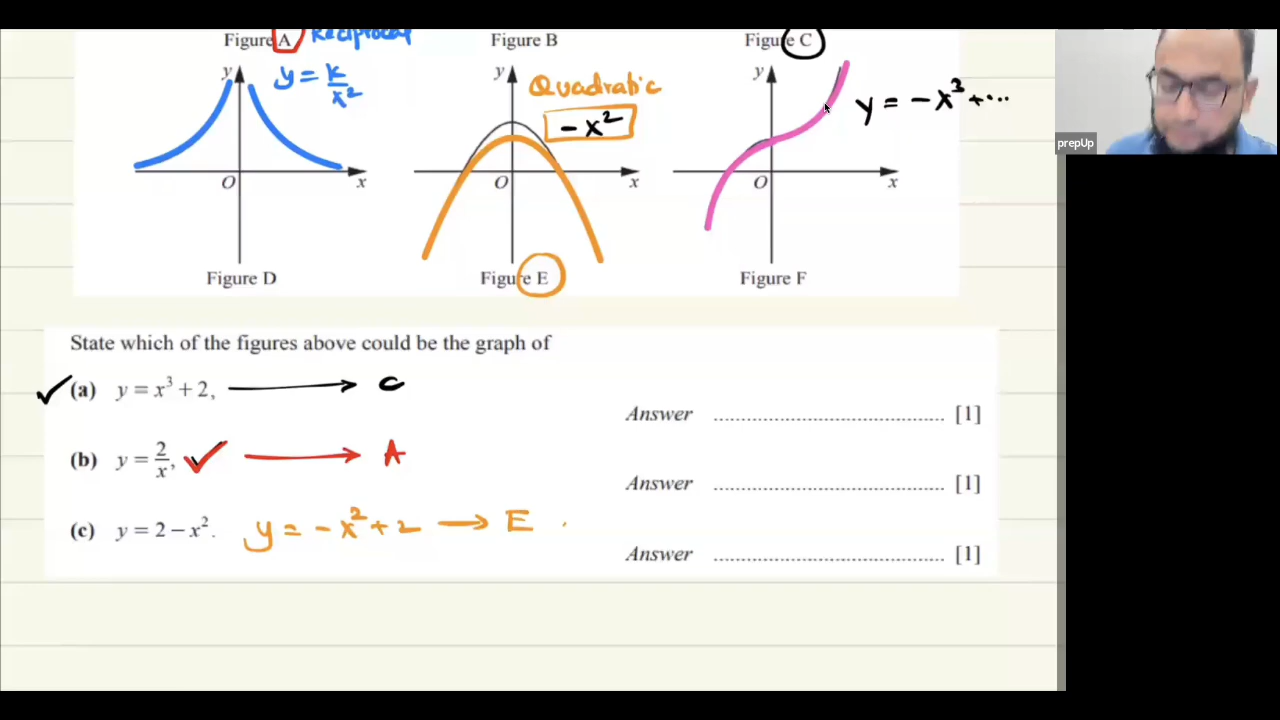 Figure A Reciprocal
Figure B
Figure C
y
y = k/x²
O
x
Figure D
y
Quadratic
-x²
O
x
Figure E
y
y = -x³+...
O
x
Figure F
prepUp
State which of the figures above could be the graph of
(a) y = x³ + 2, → C
Answer ........................................ [1]
(b) y = 2/x, → A
Answer ........................................ [1]
(c) y = 2 − x². y = -x²+2 → E
Answer ........................................ [1]